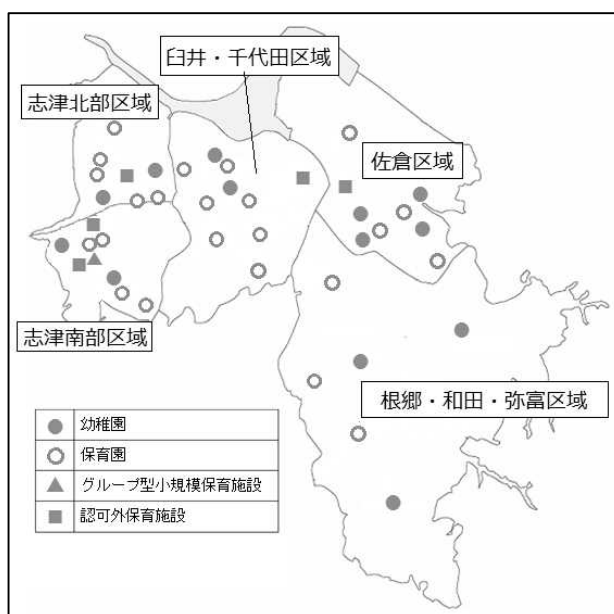 臼井・千代田区域
志津北部区域
佐倉区域
志津南部区域
根郷・和田・弥富区域
幼稚園
保育園
グループ型小規模保育施設
認可外保育施設